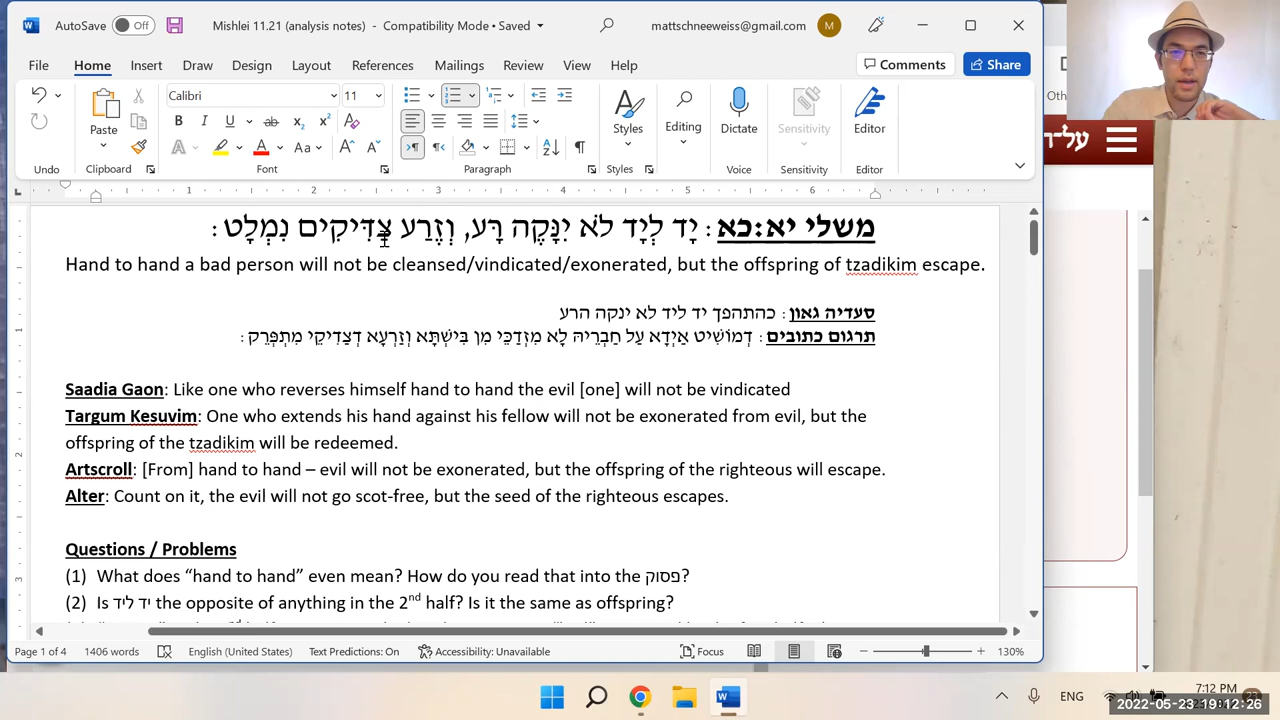 AutoSave Off Mishlei 11.21 (analysis notes) - Compatibility Mode • Saved mattschneeweiss@gmail.com M
File Home Insert Draw Design Layout References Mailings Review View Help Comments Share
Calibri 11
Paste Styles Editing Dictate Sensitivity Editor
Undo Clipboard Font Paragraph Styles Voice Sensitivity Editor
על־ה
1 2 3 4 5 6
משלי יא:כא: יָד לְיָד לֹא יִנָּקֶה רָּע, וְזֶרַע צַדִּיקִים נִמְלָט:
Hand to hand a bad person will not be cleansed/vindicated/exonerated, but the offspring of tzadikim escape.
סעדיה גאון: כהתהפך יד ליד לא ינקה הרע
תרגום כתובים: דְמוֹשִׁיט אַיְדָא עַל חַבְרֵיהּ לָא מִזְדַכֵּי מִן בִּישְׁתָּא וְזַרְעָא דְצַדִיקֵי מִתְפְּרֵק:
Saadia Gaon: Like one who reverses himself hand to hand the evil [one] will not be vindicated
Targum Kesuvim: One who extends his hand against his fellow will not be exonerated from evil, but the
offspring of the tzadikim will be redeemed.
Artscroll: [From] hand to hand – evil will not be exonerated, but the offspring of the righteous will escape.
Alter: Count on it, the evil will not go scot-free, but the seed of the righteous escapes.
Questions / Problems
(1) What does “hand to hand” even mean? How do you read that into the פסוק?
(2) Is יד ליד the opposite of anything in the 2nd half? Is it the same as offspring?
Page 1 of 4 1406 words English (United States) Text Predictions: On Accessibility: Unavailable Focus 130%
ENG 7:12 PM
2022-05-23 19:12:26